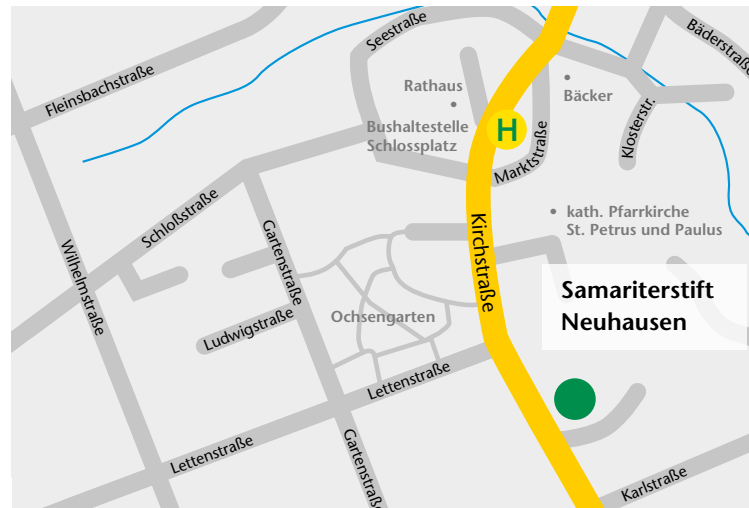 Seestraße
Bäderstraße
Fleinsbachstraße
Rathaus
Bäcker
Bushaltestelle
Schlossplatz
H
Klosterstr.
Marktstraße
Schloßstraße
kath. Pfarrkirche
St. Petrus und Paulus
Wilhelmstraße
Gartenstraße
Kirchstraße
Samariterstift
Neuhausen
Ochsengarten
Ludwigstraße
Lettenstraße
Lettenstraße
Gartenstraße
Karlstraße